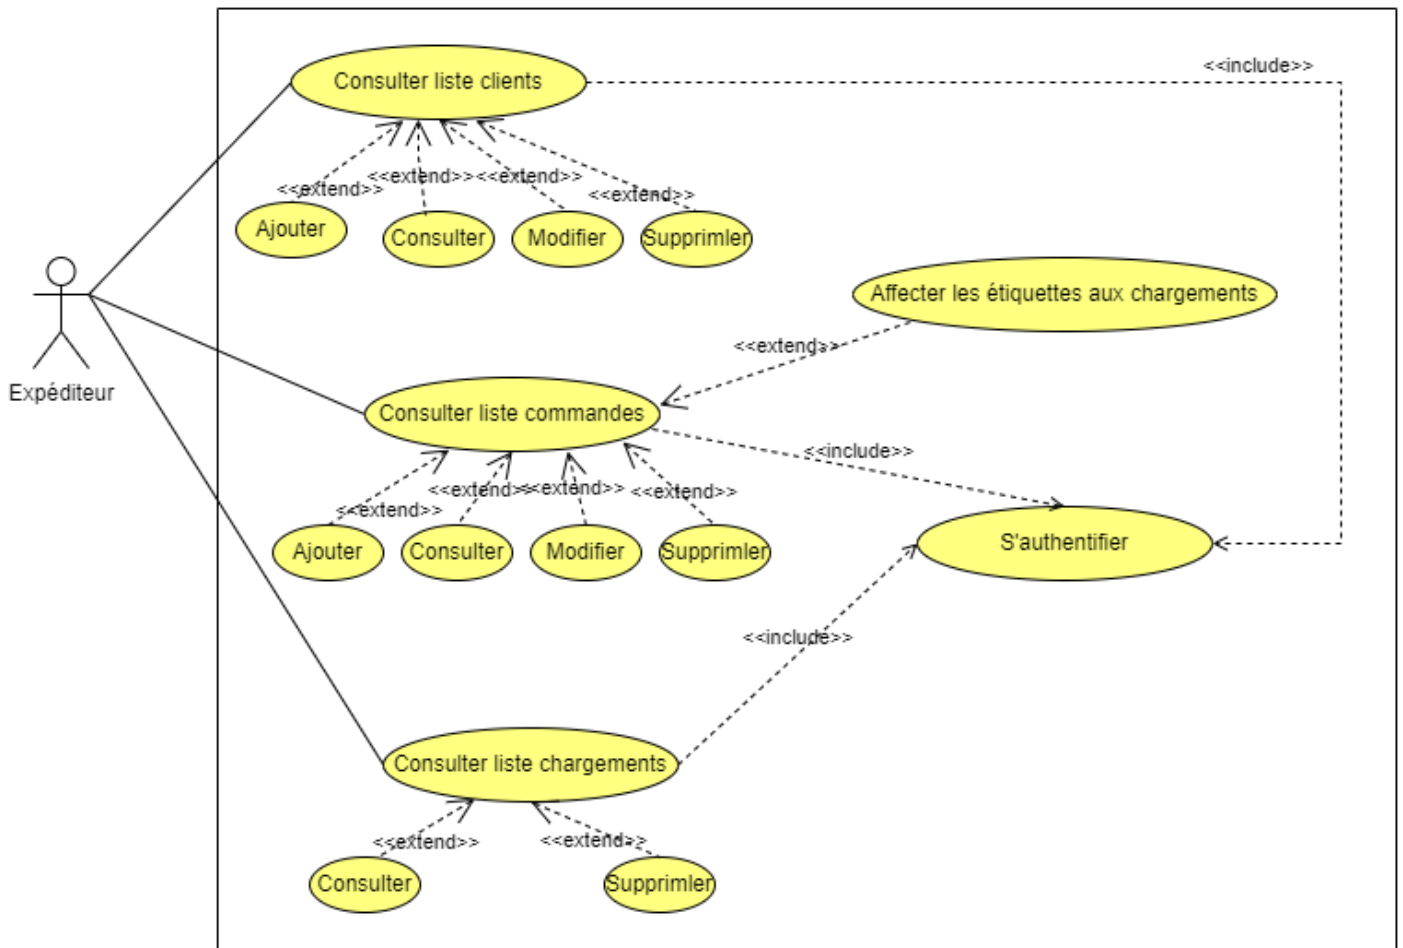 Consulter liste clients
<<include>>
<<extend>>
<<extend>>
<<extend>>
<<extend>>
Ajouter
Consulter
Modifier
Supprimler
Affecter les étiquettes aux chargements
<<extend>>
Expéditeur
Consulter liste commandes
<<include>>
<<extend>>
<<extend>>
<<extend>>
<<extend>>
Ajouter
Consulter
Modifier
Supprimler
S'authentifier
<<include>>
Consulter liste chargements
<<extend>>
<<extend>>
Consulter
Supprimler